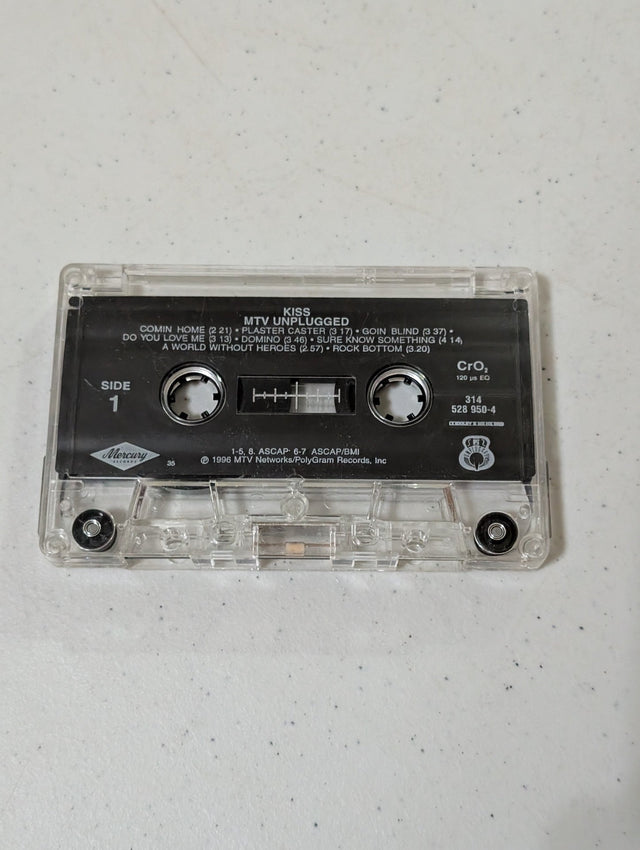 KISS
MTV UNPLUGGED
COMIN HOME (2 21) • PLASTER CASTER (3 17) • GOIN BLIND (3 37) •
DO YOU LOVE ME (3 13) • DOMINO (3 46) • SURE KNOW SOMETHING (4 14)
A WORLD WITHOUT HEROES (2.57) • ROCK BOTTOM (3.20)
SIDE
1
CrO₂
120 µs EQ
314
528 950-4
Mercury
RECORDS
35
1-5, 8. ASCAP 6-7 ASCAP/BMI
℗ 1996 MTV Networks/PolyGram Records, Inc